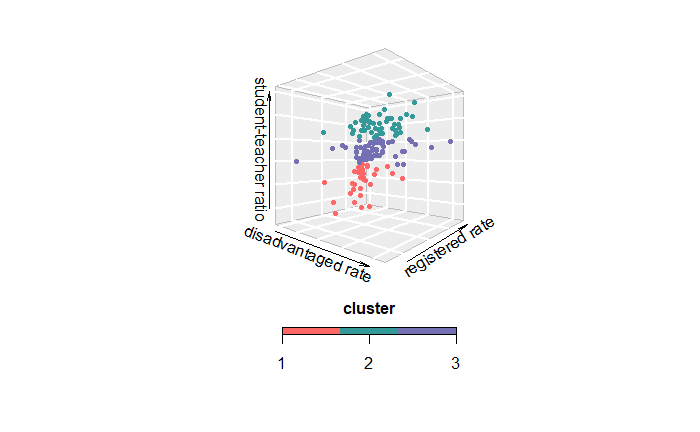 student-teacher ratio
disadvantaged rate
registered rate
cluster
1 2 3